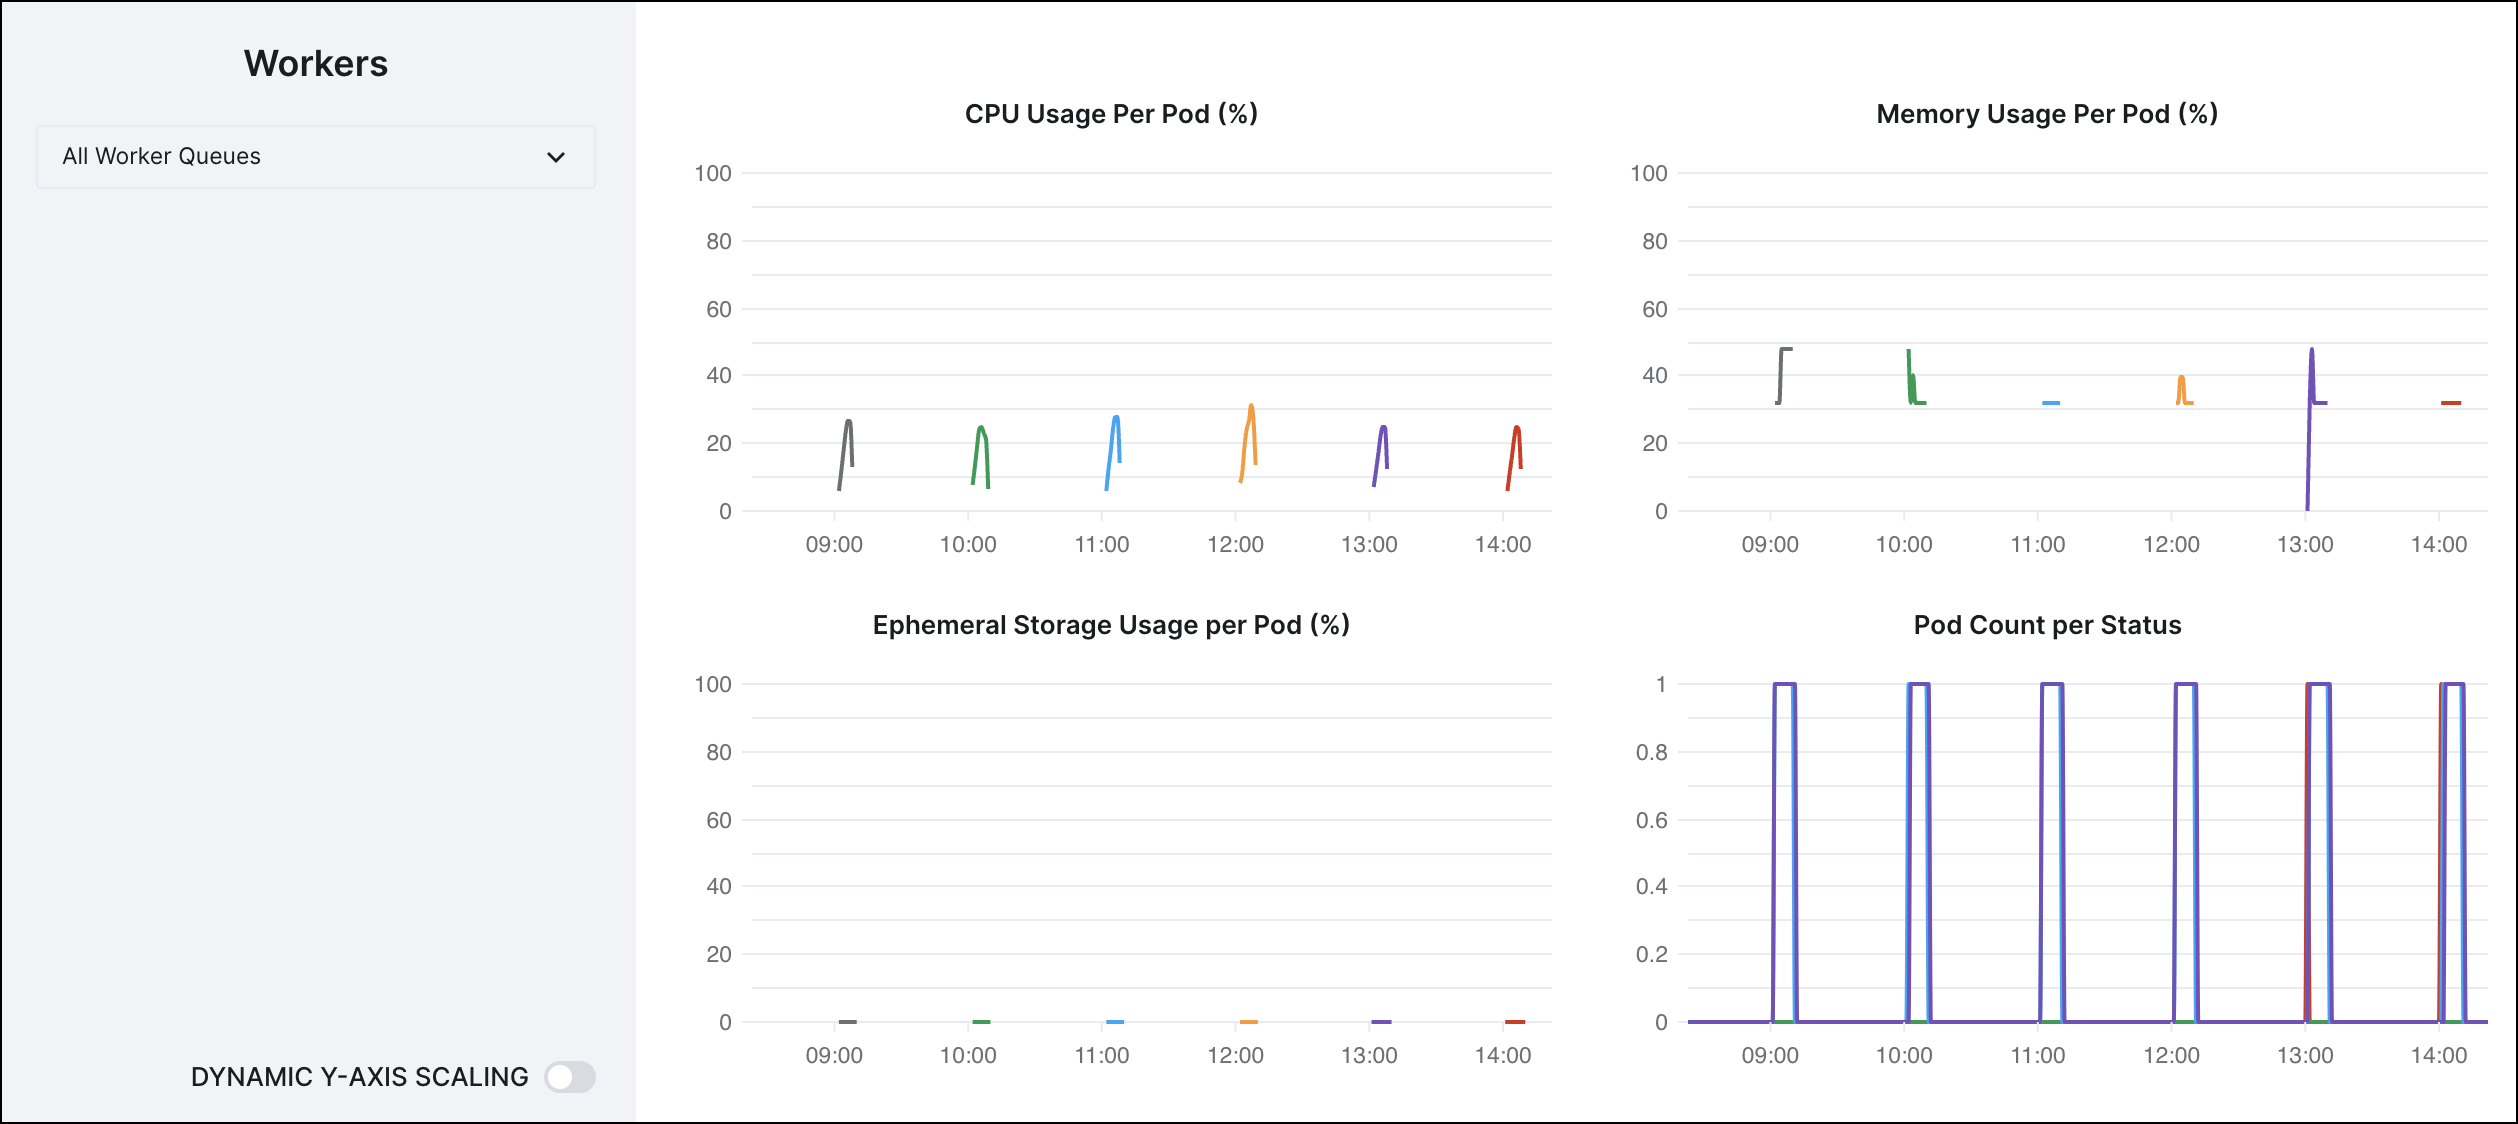 Workers
All Worker Queues
DYNAMIC Y-AXIS SCALING
CPU Usage Per Pod (%)
100
80
60
40
20
0
09:00 10:00 11:00 12:00 13:00 14:00
Memory Usage Per Pod (%)
100
80
60
40
20
0
09:00 10:00 11:00 12:00 13:00 14:00
Ephemeral Storage Usage per Pod (%)
100
80
60
40
20
0
09:00 10:00 11:00 12:00 13:00 14:00
Pod Count per Status
1
0.8
0.6
0.4
0.2
0
09:00 10:00 11:00 12:00 13:00 14:00